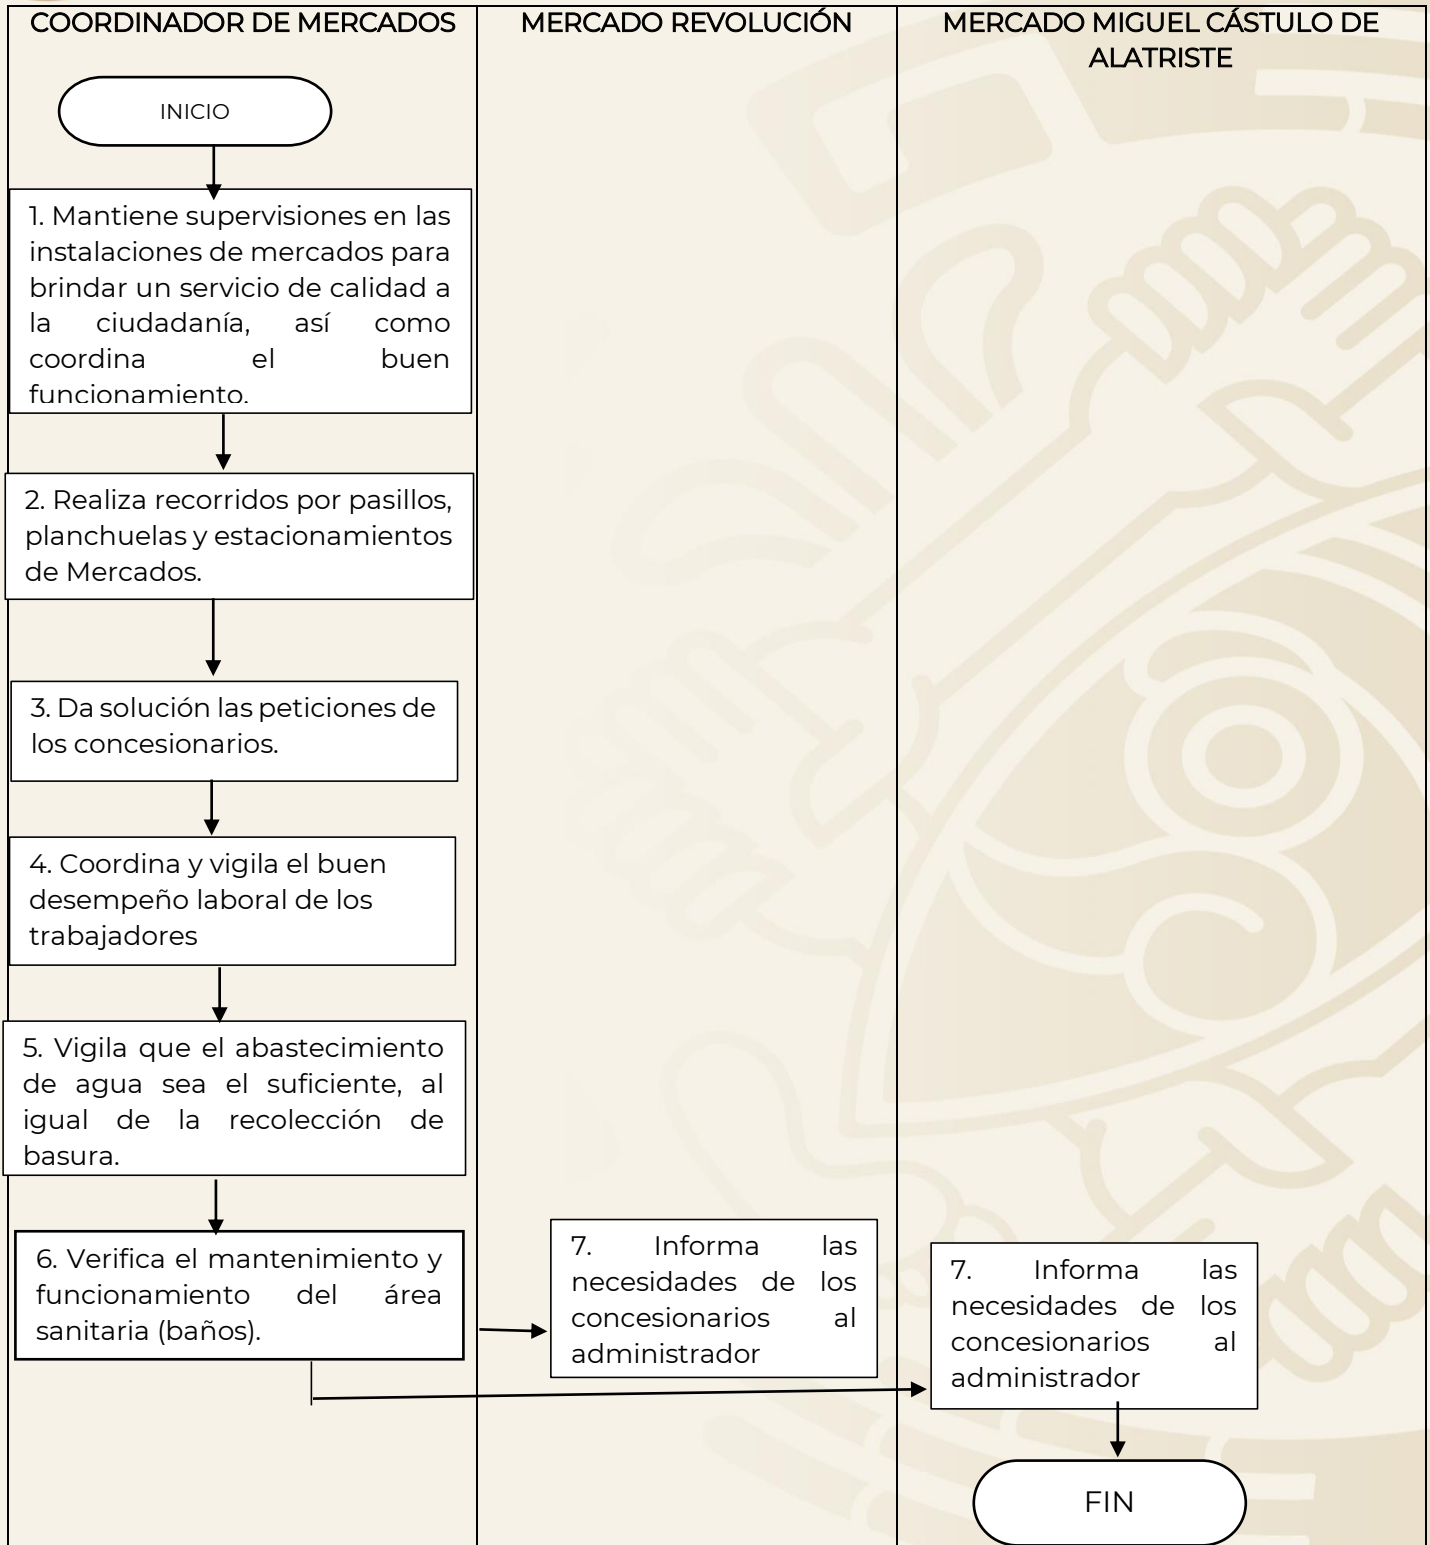 COORDINADOR DE MERCADOS
MERCADO REVOLUCIÓN
MERCADO MIGUEL CÁSTULO DE
ALATRISTE
INICIO
1. Mantiene supervisiones en las
instalaciones de mercados para
brindar un servicio de calidad a
la ciudadanía, así como
coordina el buen
funcionamiento.
2. Realiza recorridos por pasillos,
planchuelas y estacionamientos
de Mercados.
3. Da solución las peticiones de
los concesionarios.
4. Coordina y vigila el buen
desempeño laboral de los
trabajadores
5. Vigila que el abastecimiento
de agua sea el suficiente, al
igual de la recolección de
basura.
6. Verifica el mantenimiento y
funcionamiento del área
sanitaria (baños).
7. Informa las
necesidades de los
concesionarios al
administrador
7. Informa las
necesidades de los
concesionarios al
administrador
FIN